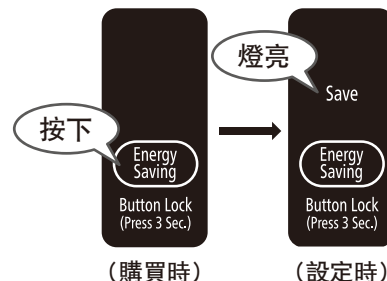 按下
Energy
Saving
Button Lock
(Press 3 Sec.)
(購買時)
燈亮
Save
Energy
Saving
Button Lock
(Press 3 Sec.)
(設定時)